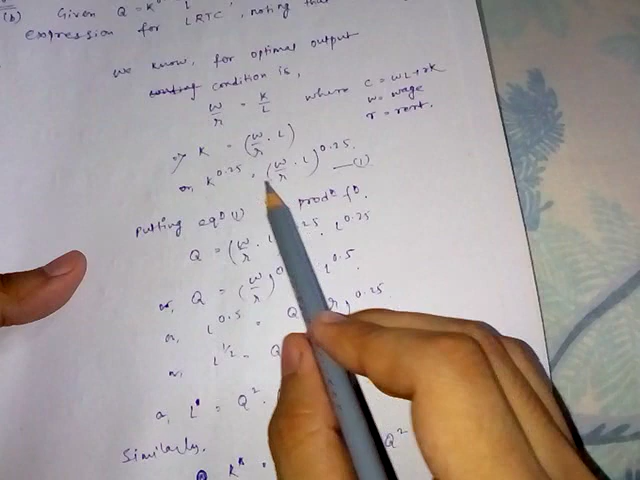 (b) Given Q = K L , noting that
expression for LRTC
We know, for optimal output
condition is,
w/r = K/L where C = wL + rK
w = wage
r = rent.
=> K = (w/r . L)
or K^0.25 = (w/r . L)^0.25 —(1)
Putting eqn (1) prodn fn.
Q = (w/r . L 25 . L^0.25
or, Q = (w/r)^0 L^0.5
or, L^0.5 = Q r 0.25
or, L^1/2 = Q
or, L = Q^2 .
Similarly,
K = Q^2